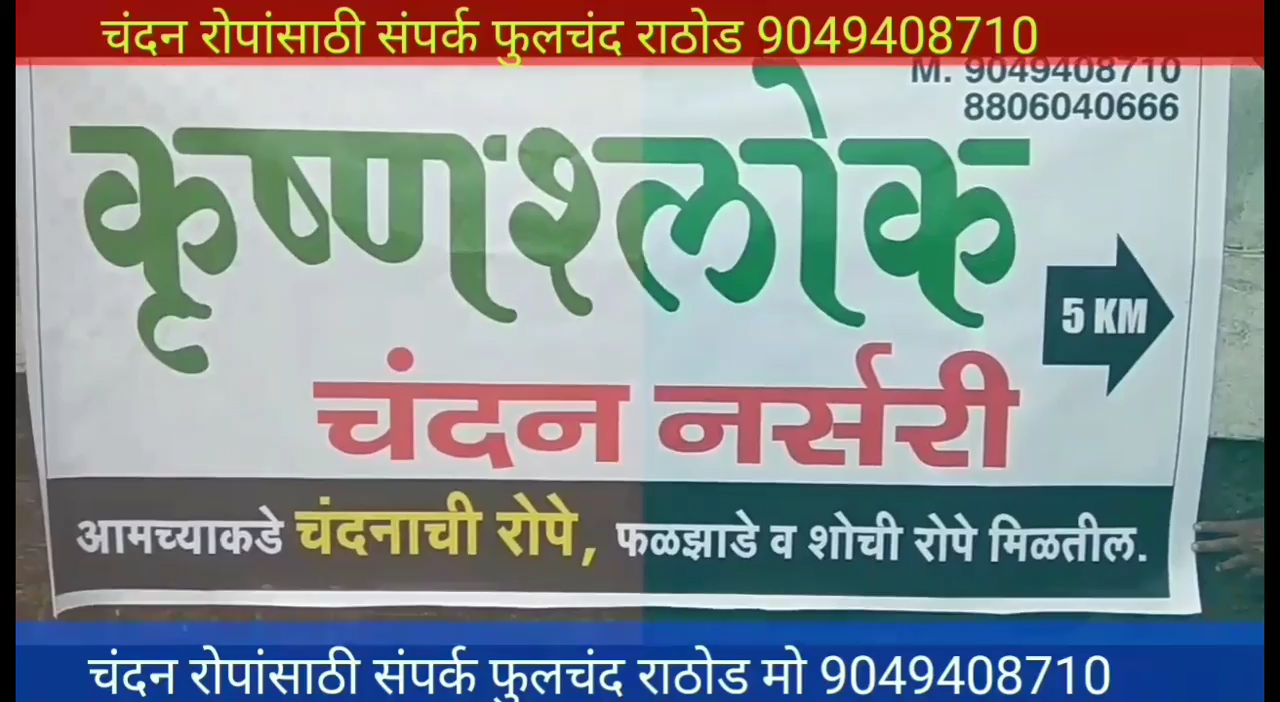 चंदन रोपांसाठी संपर्क फुलचंद राठोड 9049408710
M. 9049408710
8806040666
कृष्णश्लोक
5 KM
चंदन नर्सरी
आमच्याकडे चंदनाची रोपे, फळझाडे व शोची रोपे मिळतील.
चंदन रोपांसाठी संपर्क फुलचंद राठोड मो 9049408710